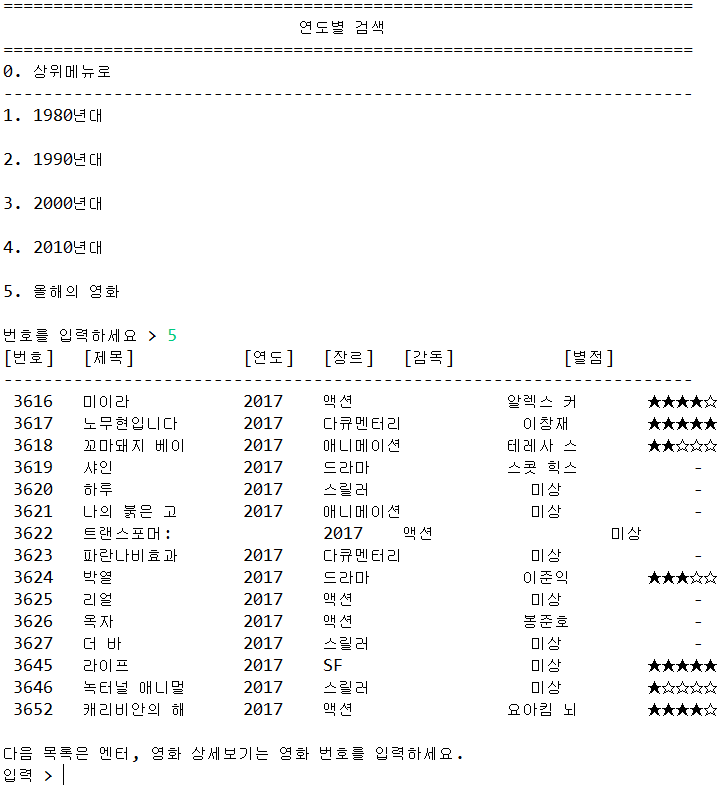 =====================================================================
연도별 검색
=====================================================================
0. 상위메뉴로
---------------------------------------------------------------------
1. 1980년대
2. 1990년대
3. 2000년대
4. 2010년대
5. 올해의 영화
번호를 입력하세요 > 5
[번호] [제목] [연도] [장르] [감독] [별점]
---------------------------------------------------------------------
3616 미이라 2017 액션 알렉스 커 ★★★★☆
3617 노무현입니다 2017 다큐멘터리 이창재 ★★★★★
3618 꼬마돼지 베이 2017 애니메이션 테레사 스 ★★☆☆☆
3619 샤인 2017 드라마 스콧 힉스 -
3620 하루 2017 스릴러 미상 -
3621 나의 붉은 고 2017 애니메이션 미상 -
3622 트랜스포머: 2017 액션 미상
3623 파란나비효과 2017 다큐멘터리 미상 -
3624 박열 2017 드라마 이준익 ★★★☆☆
3625 리얼 2017 액션 미상 -
3626 옥자 2017 액션 봉준호 -
3627 더 바 2017 스릴러 미상 -
3645 라이프 2017 SF 미상 ★★★★★
3646 녹터널 애니멀 2017 스릴러 미상 ★☆☆☆☆
3652 캐리비안의 해 2017 액션 요아킴 뇌 ★★★★☆
다음 목록은 엔터, 영화 상세보기는 영화 번호를 입력하세요.
입력 >